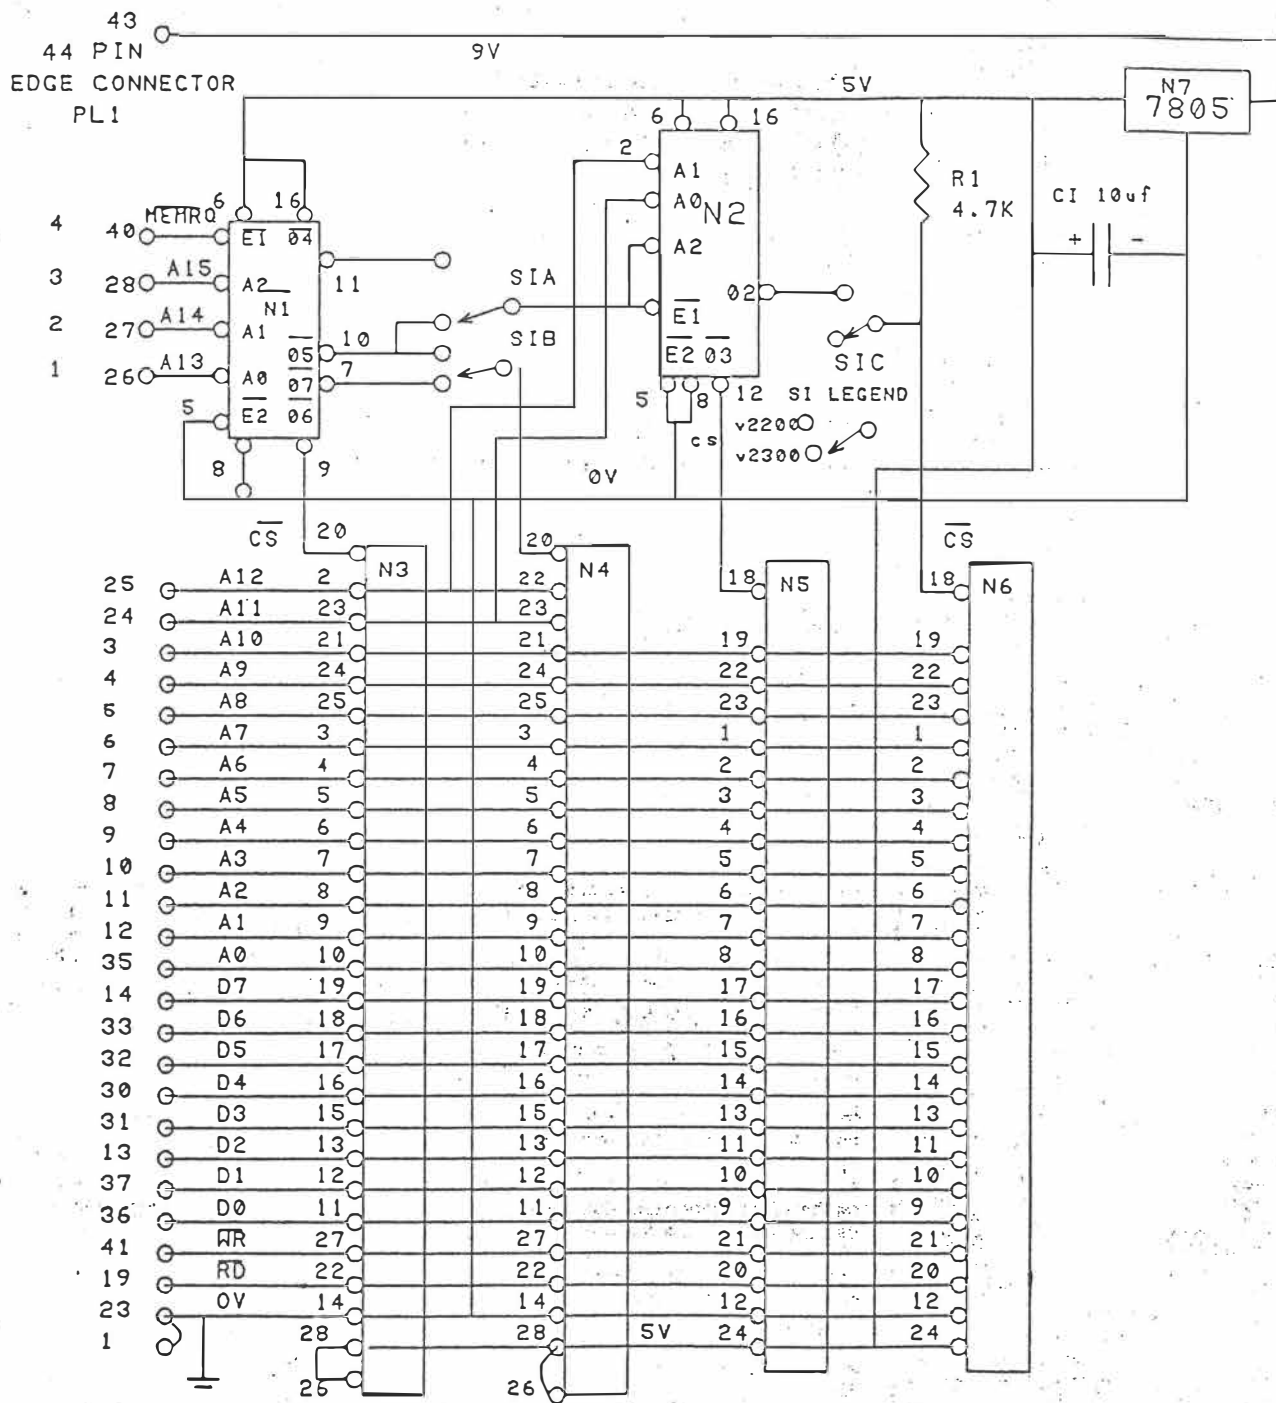 43
44 PIN
EDGE CONNECTOR
PL1
9V
5V
N7
7805
6 16
2
A1
A0 N2
A2
E1
02
E2 03
5 8 12
cs
R1
4.7K
CI 10uf
+ -
4 40 MEMRQ 6 16
E1 04
3 28 A15 A2 11
N1
2 27 A14 A1 10
05
1 26 A13 A0 07 7
5 E2 06
8 9
SIA
SIB
SIC
SI LEGEND
v2200
v2300
0V
CS 20 N3 20 N4 18 N5 CS 18 N6
25 A12 2 22
24 A11 23 23
3 A10 21 21 19 19
4 A9 24 24 22 22
5 A8 25 25 23 23
6 A7 3 3 1 1
7 A6 4 4 2 2
8 A5 5 5 3 3
9 A4 6 6 4 4
10 A3 7 7 5 5
11 A2 8 8 6 6
12 A1 9 9 7 7
35 A0 10 10 8 8
14 D7 19 19 17 17
33 D6 18 18 16 16
32 D5 17 17 15 15
30 D4 16 16 14 14
31 D3 15 15 13 13
13 D2 13 13 11 11
37 D1 12 12 10 10
36 D0 11 11 9 9
41 WR 27 27 21 21
19 RD 22 22 20 20
23 0V 14 14 12 12
1 28 28 5V 24 24
26 26